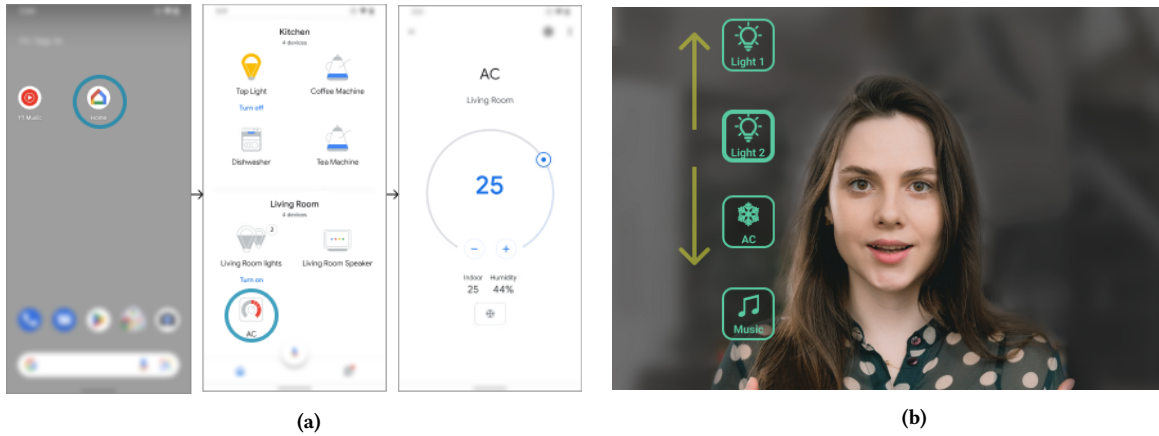 YT Music
Home
Kitchen
4 devices
Top Light
Coffee Machine
Turn off
Dishwasher
Tea Machine
Living Room
4 devices
2
Living Room lights
Living Room Speaker
Turn on
AC
AC
Living Room
25
− +
Indoor Humidity
25 44%
(a)
Light 1
Light 2
AC
Music
(b)